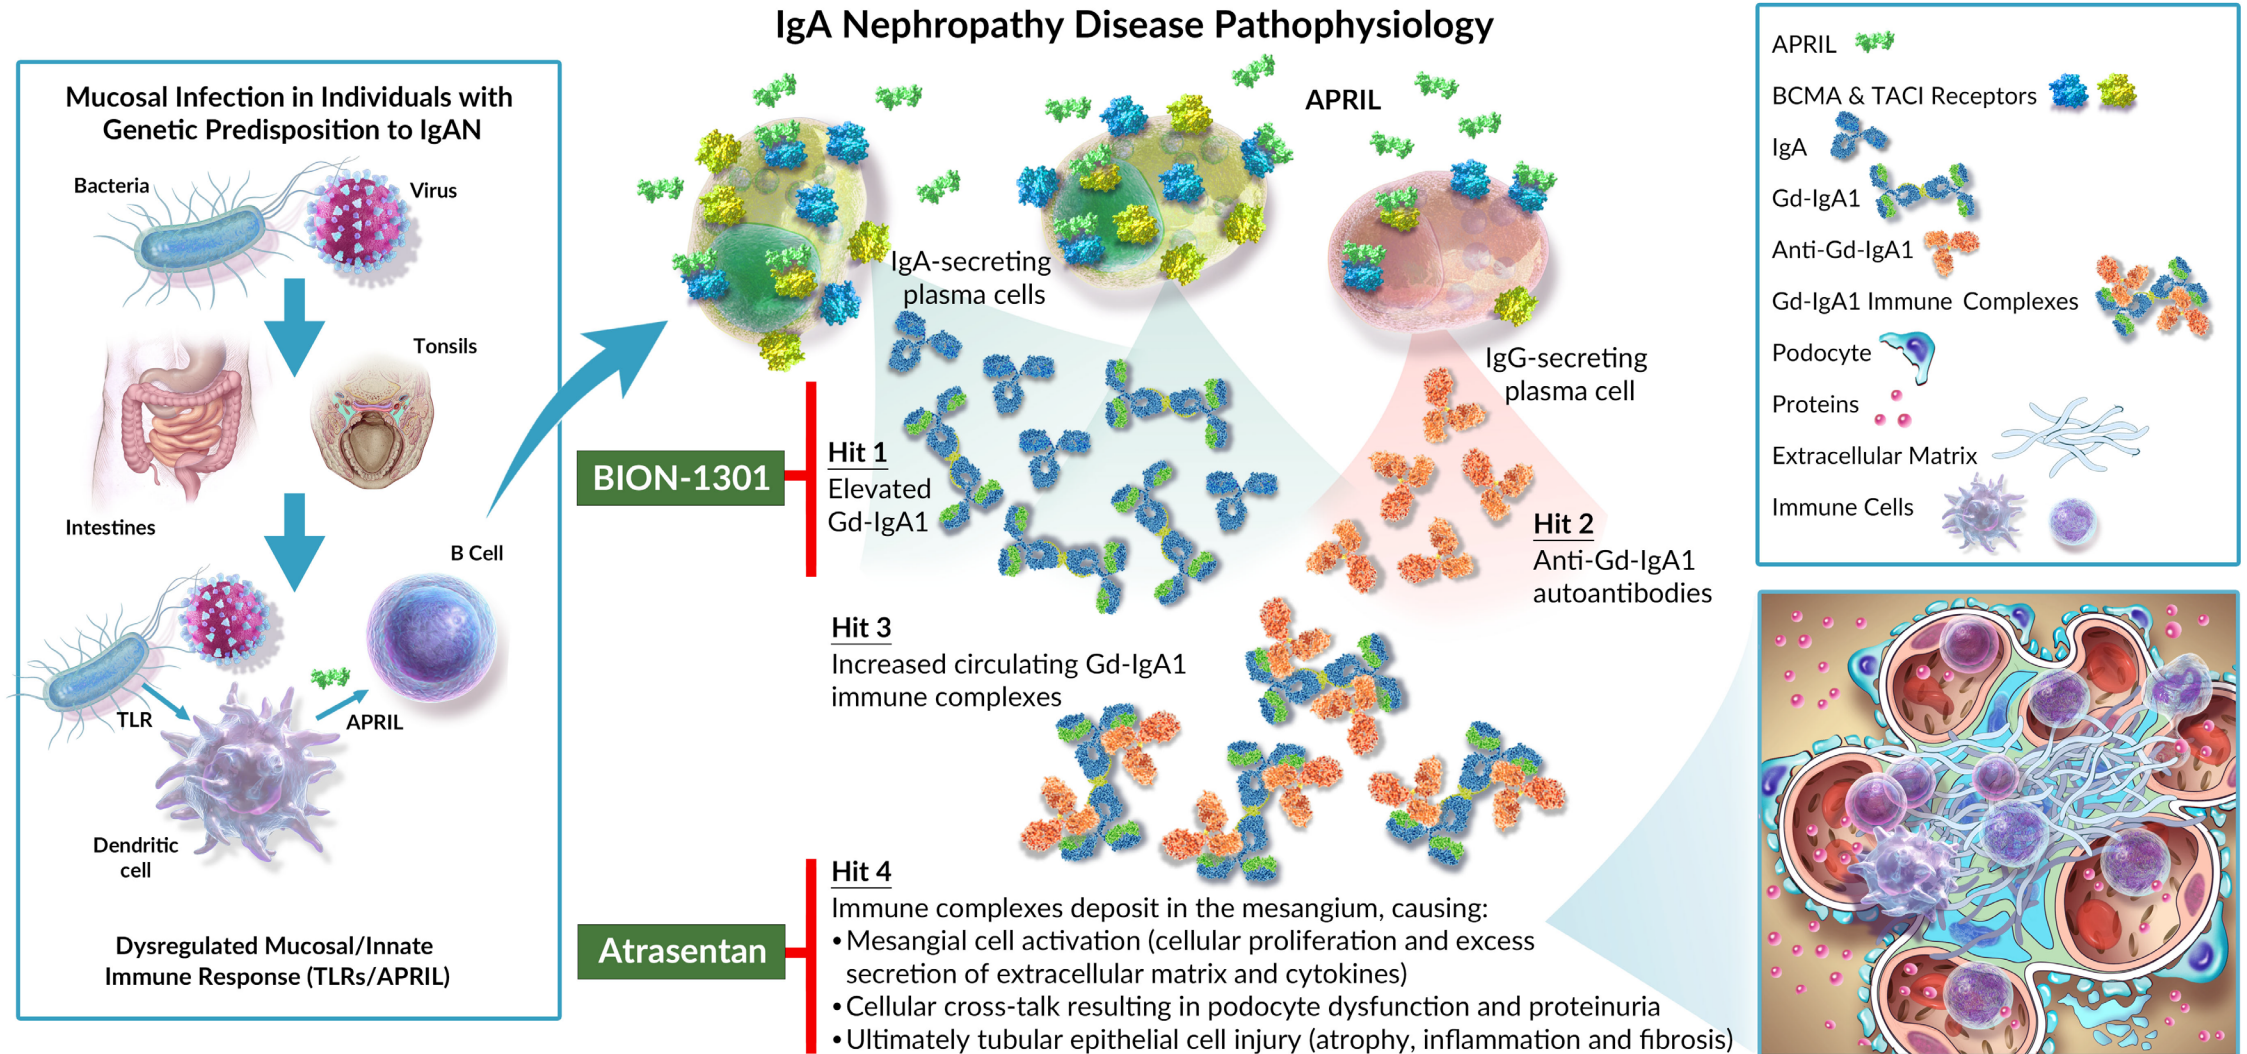 IgA Nephropathy Disease Pathophysiology
Mucosal Infection in Individuals with
Genetic Predisposition to IgAN
Bacteria
Virus
Tonsils
Intestines
B Cell
TLR
APRIL
Dendritic
cell
Dysregulated Mucosal/Innate
Immune Response (TLRs/APRIL)
APRIL
IgA-secreting
plasma cells
IgG-secreting
plasma cell
BION-1301
Hit 1
Elevated
Gd-IgA1
Hit 2
Anti-Gd-IgA1
autoantibodies
Hit 3
Increased circulating Gd-IgA1
immune complexes
Atrasentan
Hit 4
Immune complexes deposit in the mesangium, causing:
• Mesangial cell activation (cellular proliferation and excess
secretion of extracellular matrix and cytokines)
• Cellular cross-talk resulting in podocyte dysfunction and proteinuria
• Ultimately tubular epithelial cell injury (atrophy, inflammation and fibrosis)
APRIL
BCMA & TACI Receptors
IgA
Gd-IgA1
Anti-Gd-IgA1
Gd-IgA1 Immune Complexes
Podocyte
Proteins
Extracellular Matrix
Immune Cells